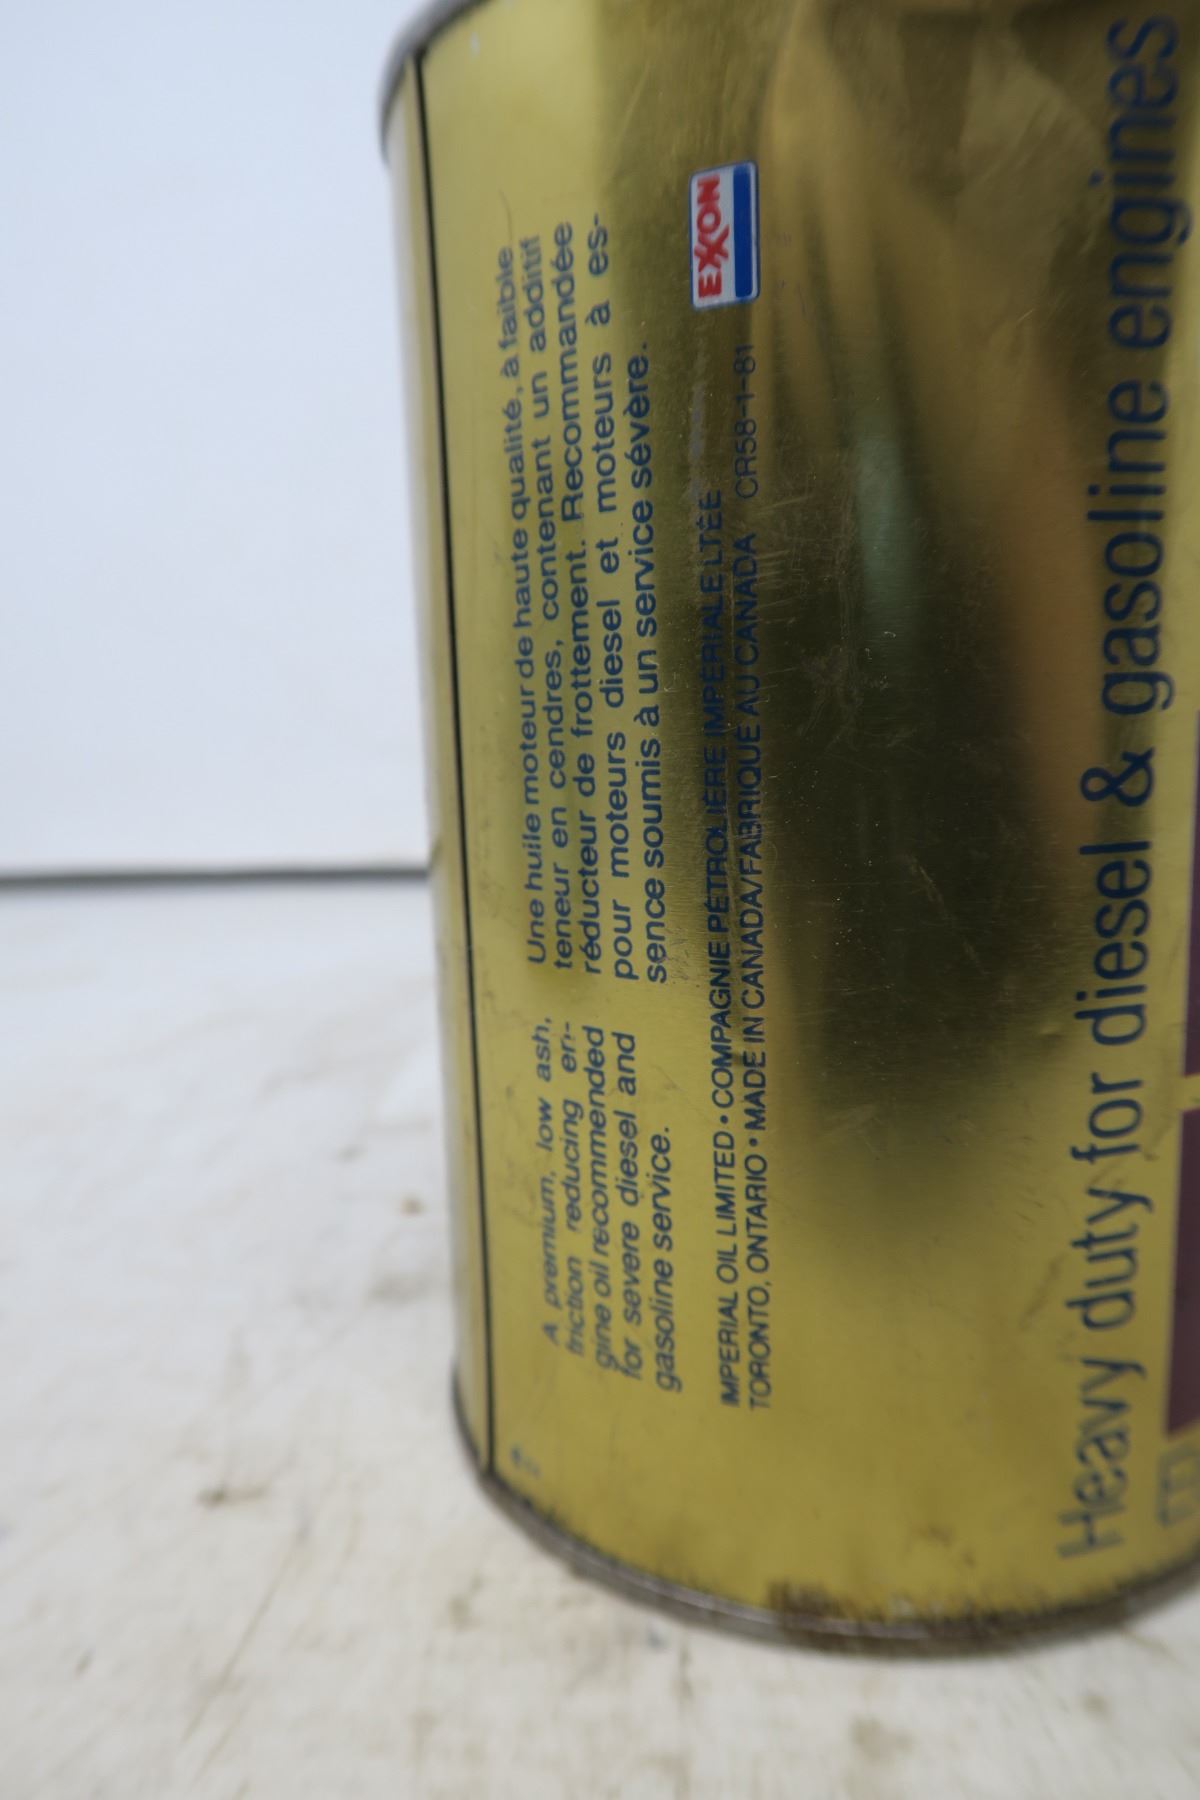 A premium, low ash,
friction reducing en-
gine oil recommended
for severe diesel and
gasoline service.
Une huile moteur de haute qualité, à faible
teneur en cendres, contenant un additif
réducteur de frottement. Recommandée
pour moteurs diesel et moteurs à es-
sence soumis à un service sévère.
IMPERIAL OIL LIMITED • COMPAGNIE PÉTROLIÈRE IMPÉRIALE LTÉE
TORONTO, ONTARIO • MADE IN CANADA/FABRIQUÉ AU CANADA CR58-1-81
EXXON
Heavy duty for diesel & gasoline engines